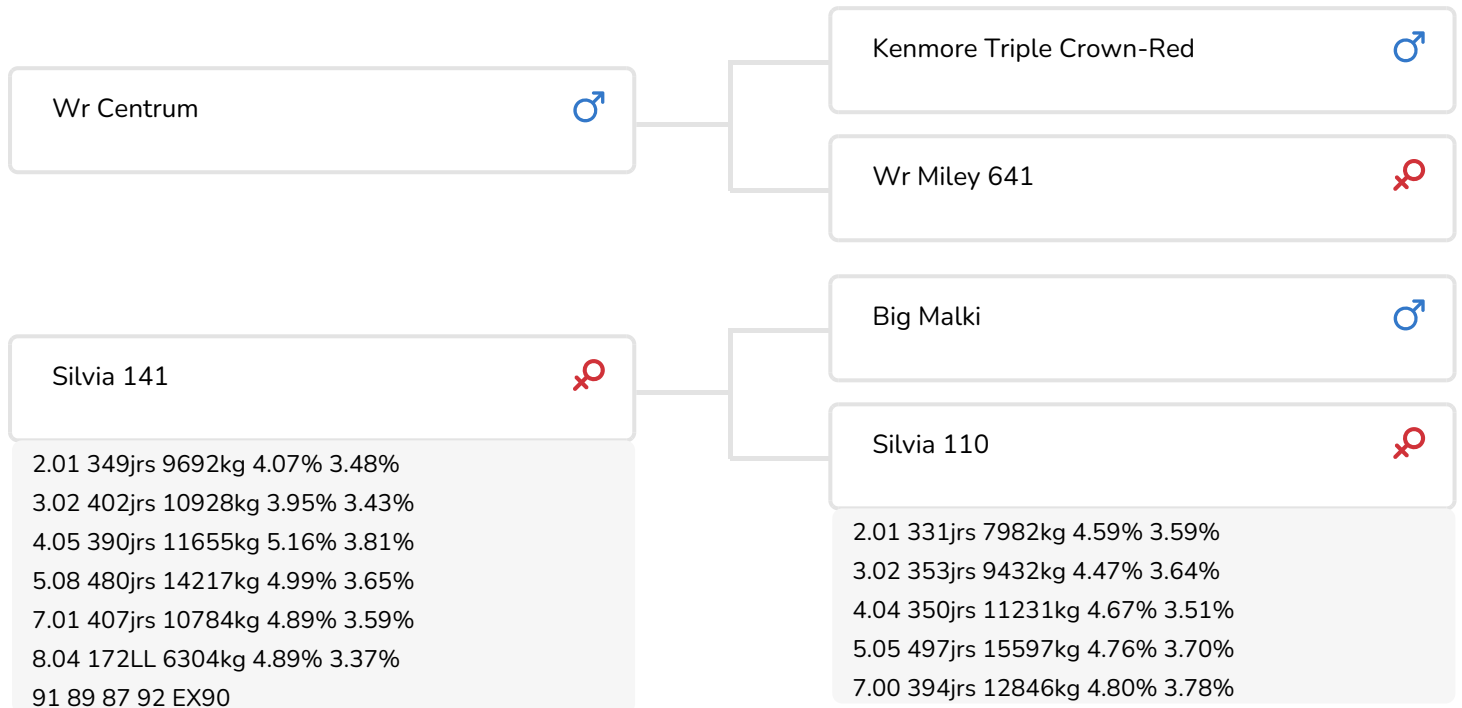 Wr Centrum
Kenmore Triple Crown-Red
Wr Miley 641
Silvia 141
2.01 349jrs 9692kg 4.07% 3.48%
3.02 402jrs 10928kg 3.95% 3.43%
4.05 390jrs 11655kg 5.16% 3.81%
5.08 480jrs 14217kg 4.99% 3.65%
7.01 407jrs 10784kg 4.89% 3.59%
8.04 172LL 6304kg 4.89% 3.37%
91 89 87 92 EX90
Big Malki
Silvia 110
2.01 331jrs 7982kg 4.59% 3.59%
3.02 353jrs 9432kg 4.47% 3.64%
4.04 350jrs 11231kg 4.67% 3.51%
5.05 497jrs 15597kg 4.76% 3.70%
7.00 394jrs 12846kg 4.80% 3.78%